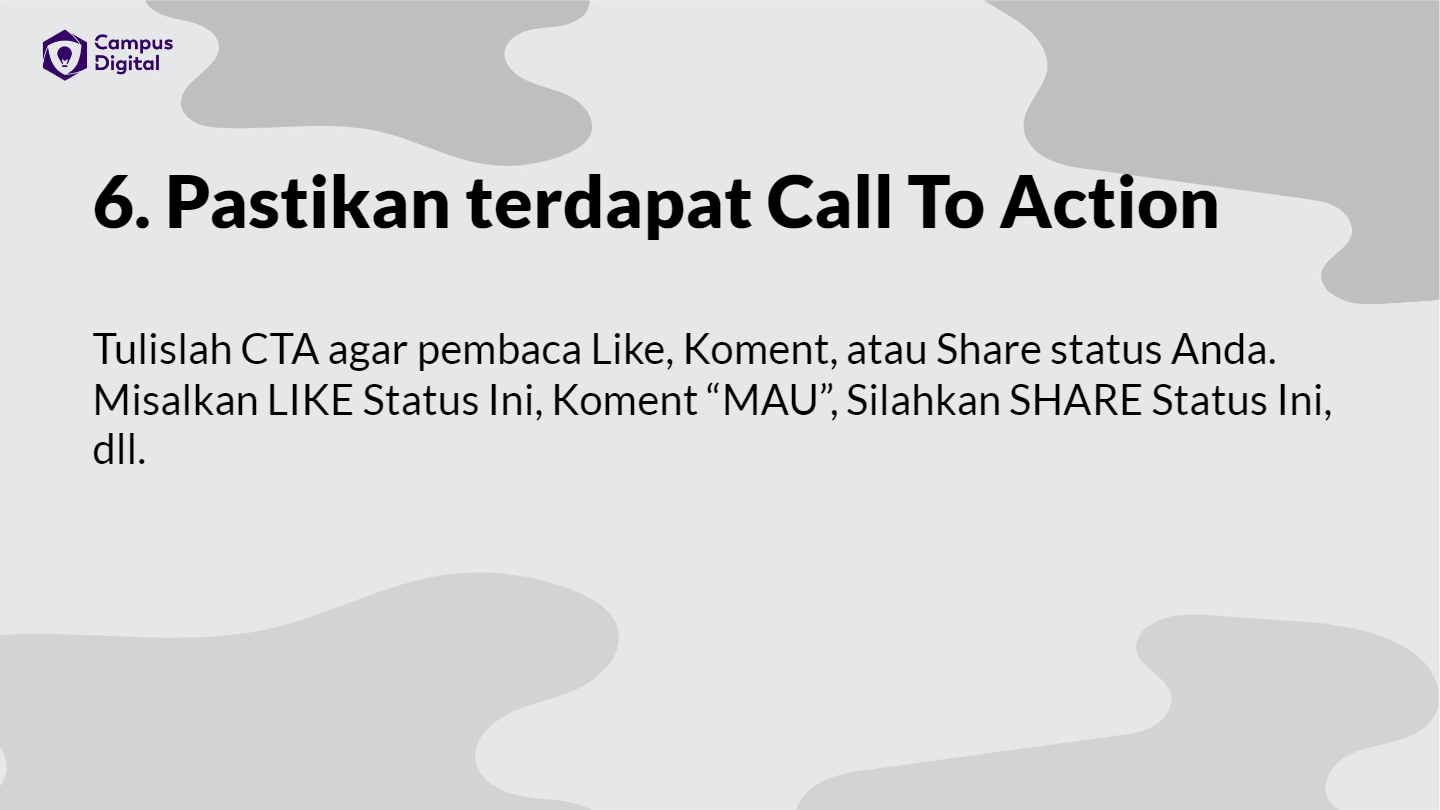 Campus
Digital
6. Pastikan terdapat Call To Action
Tulislah CTA agar pembaca Like, Koment, atau Share status Anda.
Misalkan LIKE Status Ini, Koment “MAU”, Silahkan SHARE Status Ini,
dll.